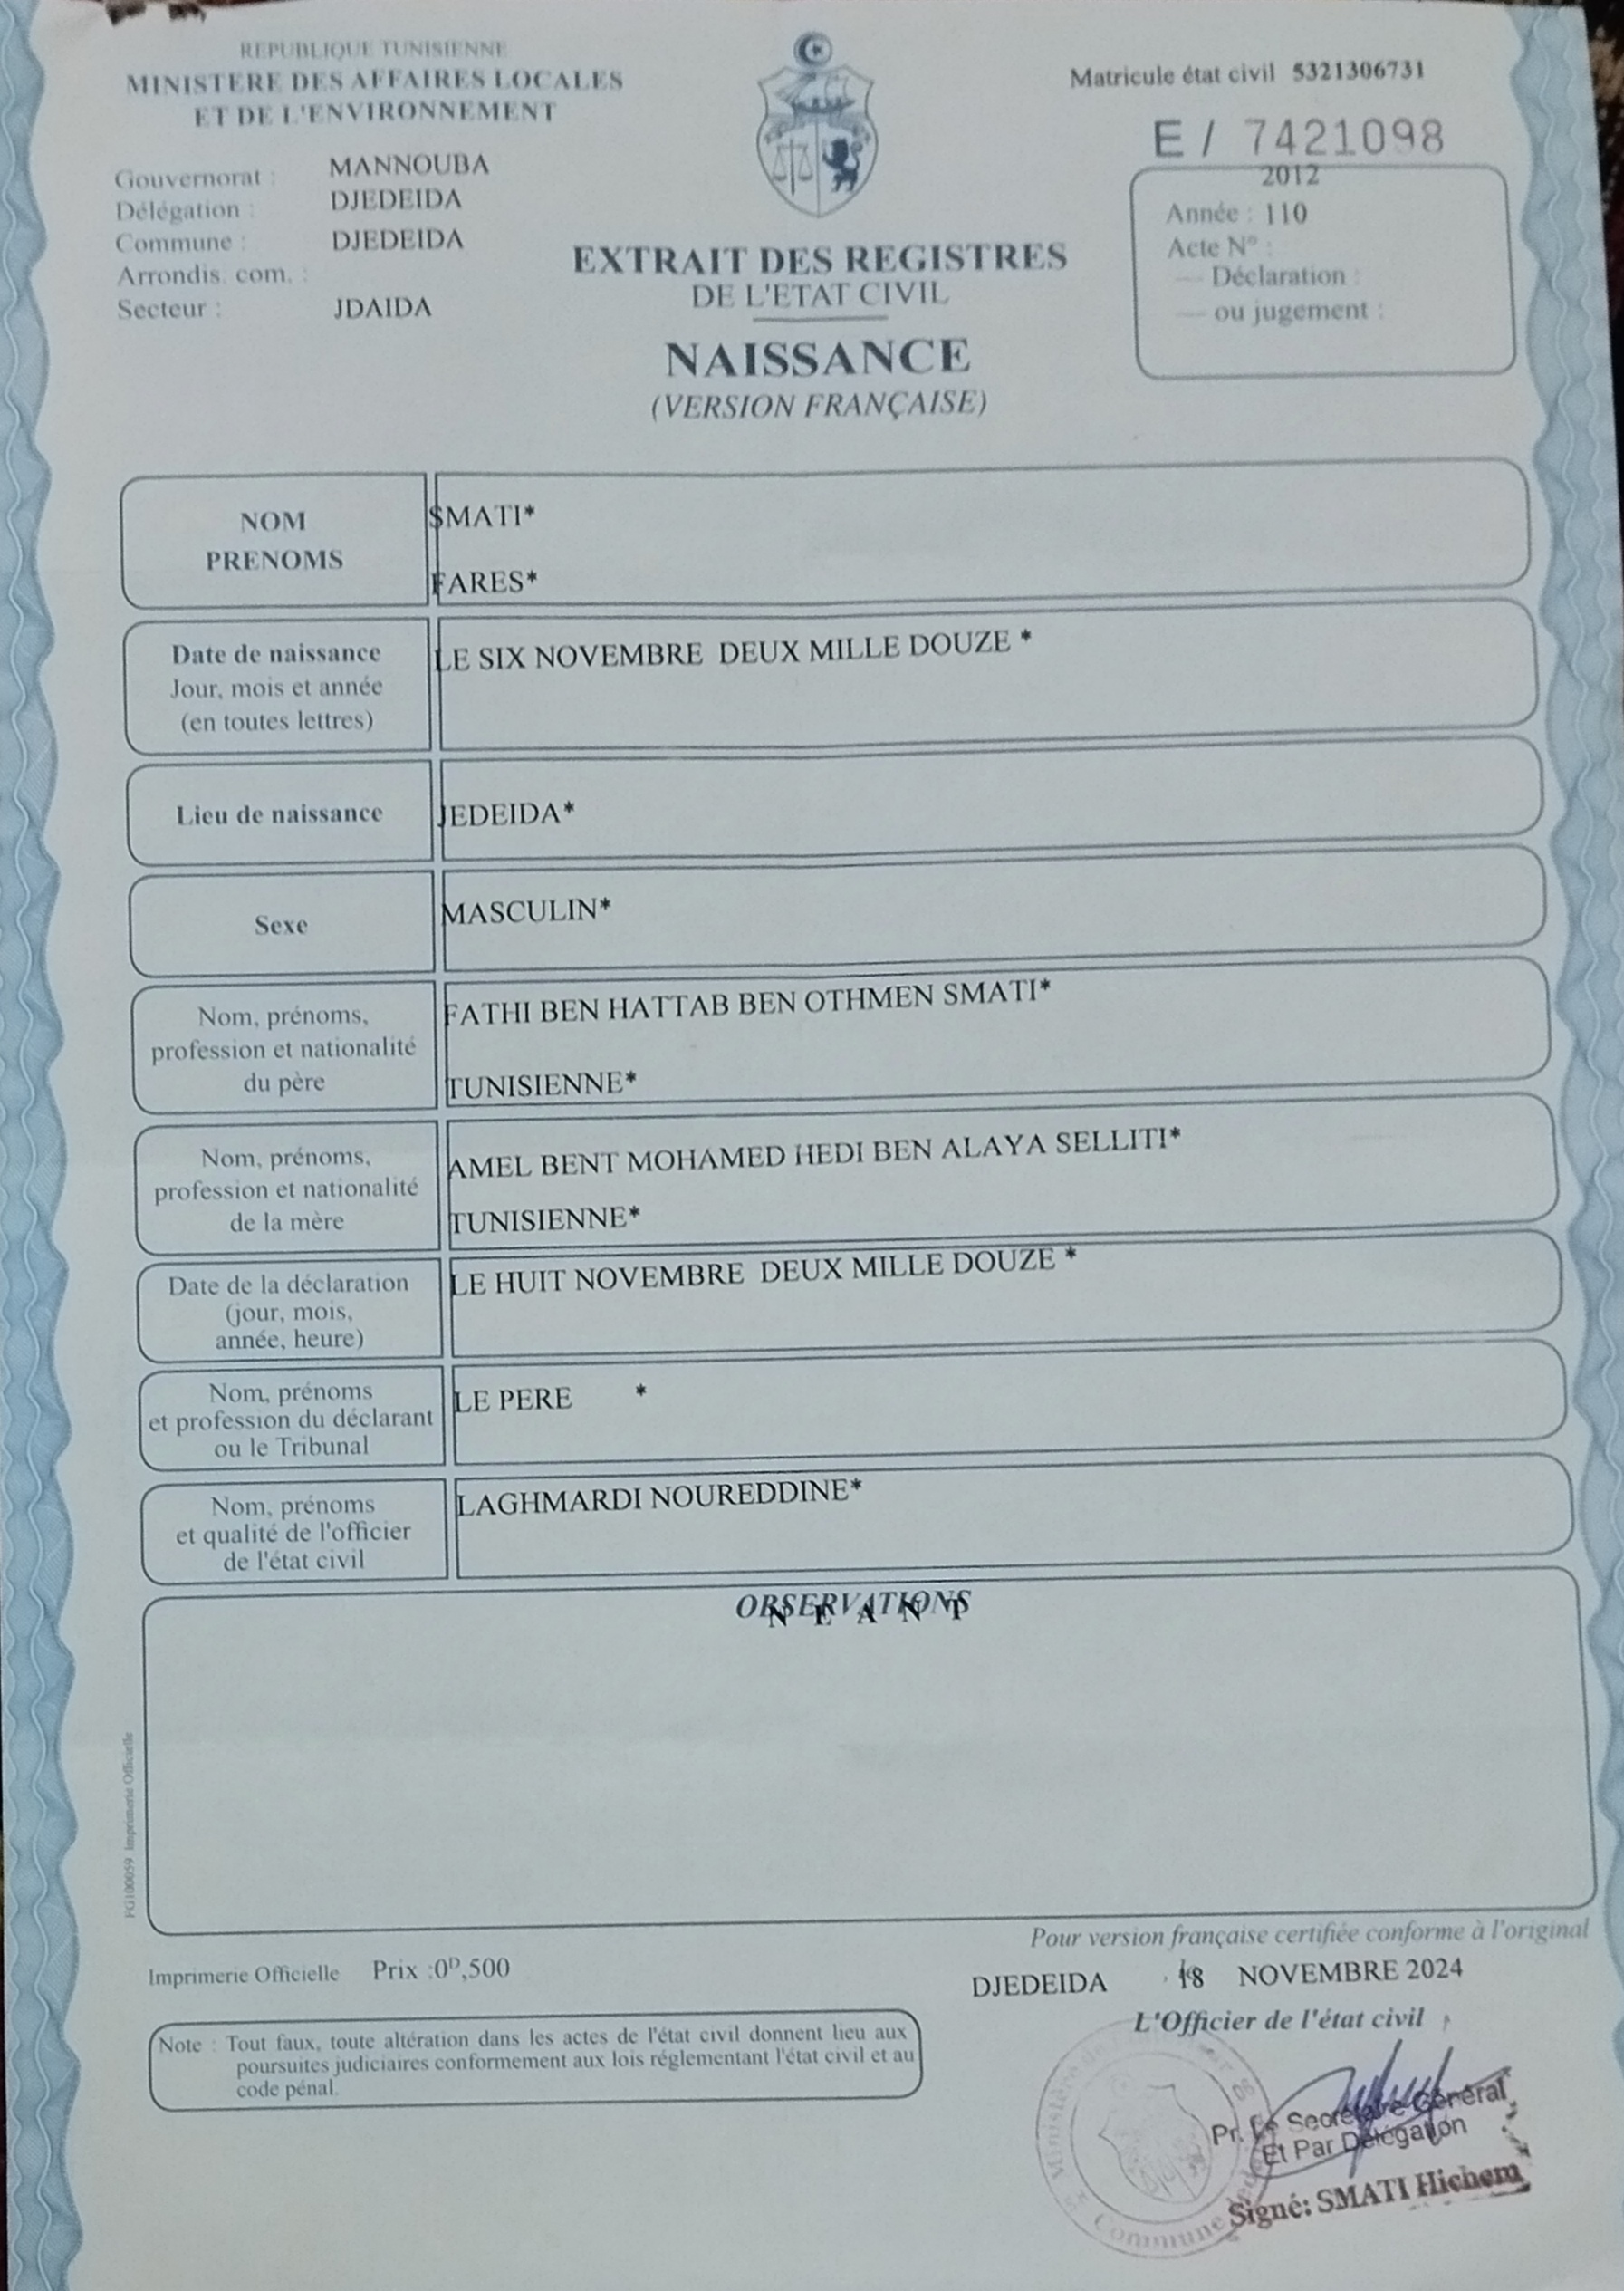 REPUBLIQUE TUNISIENNE
MINISTERE DES AFFAIRES LOCALES
ET DE L'ENVIRONNEMENT
Gouvernorat : MANNOUBA
Délégation : DJEDEIDA
Commune : DJEDEIDA
Arrondis. com. :
Secteur : JDAIDA
Matricule état civil 5321306731
E / 7421098
2012
Année : 110
Acte N° :
— Déclaration :
— ou jugement :
EXTRAIT DES REGISTRES
DE L'ETAT CIVIL
NAISSANCE
(VERSION FRANÇAISE)
NOM
PRENOMS
SMATI*
FARES*
Date de naissance
Jour, mois et année
(en toutes lettres)
LE SIX NOVEMBRE DEUX MILLE DOUZE *
Lieu de naissance
JEDEIDA*
Sexe
MASCULIN*
Nom, prénoms,
profession et nationalité
du père
FATHI BEN HATTAB BEN OTHMEN SMATI*
TUNISIENNE*
Nom, prénoms,
profession et nationalité
de la mère
AMEL BENT MOHAMED HEDI BEN ALAYA SELLITI*
TUNISIENNE*
Date de la déclaration
(jour, mois,
année, heure)
LE HUIT NOVEMBRE DEUX MILLE DOUZE *
Nom, prénoms
et profession du déclarant
ou le Tribunal
LE PERE *
Nom, prénoms
et qualité de l'officier
de l'état civil
LAGHMARDI NOUREDDINE*
OBSERVATIONS
N E A N T
PG100059 Imprimerie Officielle
Pour version française certifiée conforme à l'original
Imprimerie Officielle Prix :0D,500
DJEDEIDA 18 NOVEMBRE 2024
L'Officier de l'état civil
Note : Tout faux, toute altération dans les actes de l'état civil donnent lieu aux
poursuites judiciaires conformement aux lois réglementant l'état civil et au
code pénal.
Pr. Le Secrétaire Général
Et Par Délégation
Signé: SMATI Hichem
Commune